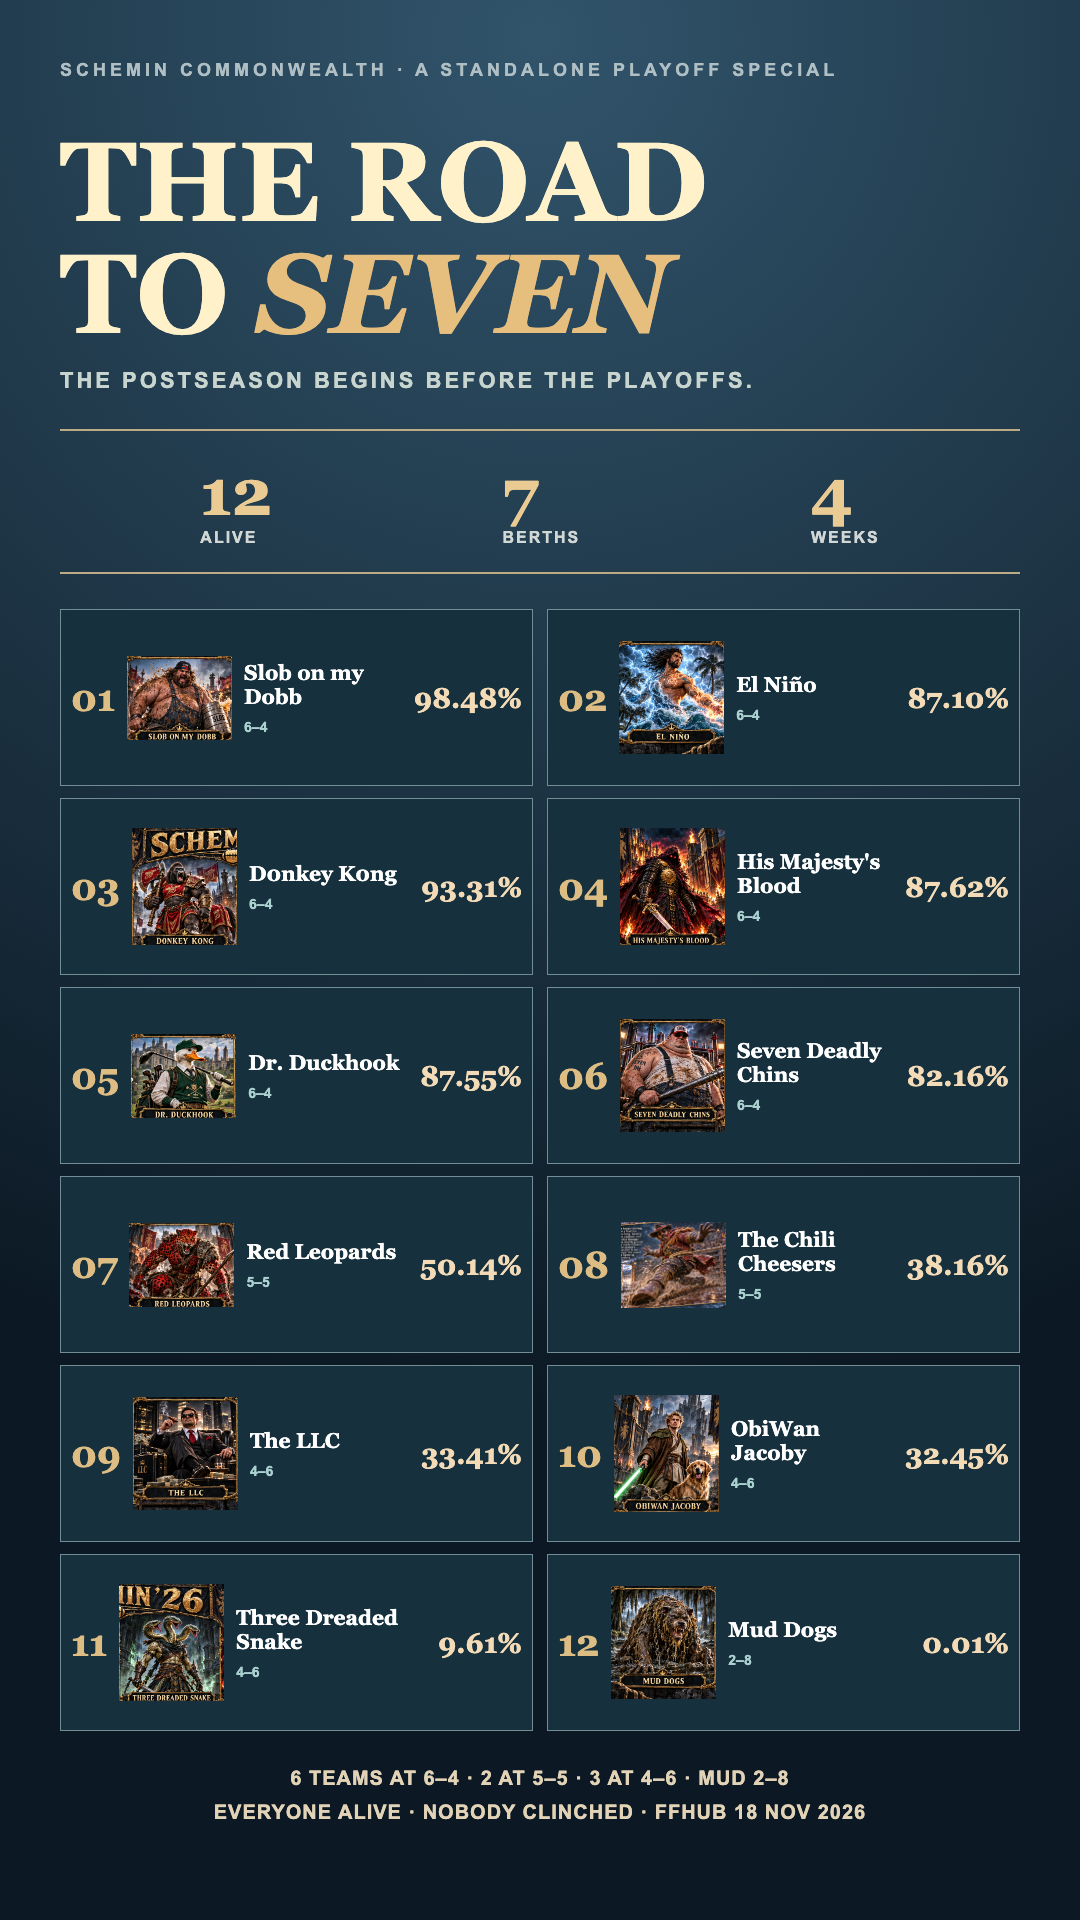 SCHEMIN COMMONWEALTH · A STANDALONE PLAYOFF SPECIAL
THE ROAD
TO SEVEN
THE POSTSEASON BEGINS BEFORE THE PLAYOFFS.
12
ALIVE
7
BERTHS
4
WEEKS
01
SLOB ON MY DOBB
Slob on my
Dobb
6–4
98.48%
02
EL NIÑO
El Niño
6–4
87.10%
03
SCHEM
DONKEY KONG
Donkey Kong
6–4
93.31%
04
HIS MAJESTY'S BLOOD
His Majesty's
Blood
6–4
87.62%
05
DR. DUCKHOOK
Dr. Duckhook
6–4
87.55%
06
SEVEN DEADLY CHINS
Seven Deadly
Chins
6–4
82.16%
07
RED LEOPARDS
Red Leopards
5–5
50.14%
08
The Chili
Cheesers
5–5
38.16%
09
THE LLC
The LLC
4–6
33.41%
10
OBIWAN JACOBY
ObiWan
Jacoby
4–6
32.45%
11
IN'26
THREE DREADED SNAKE
Three Dreaded
Snake
4–6
9.61%
12
MUD DOGS
Mud Dogs
2–8
0.01%
6 TEAMS AT 6–4 · 2 AT 5–5 · 3 AT 4–6 · MUD 2–8
EVERYONE ALIVE · NOBODY CLINCHED · FFHUB 18 NOV 2026